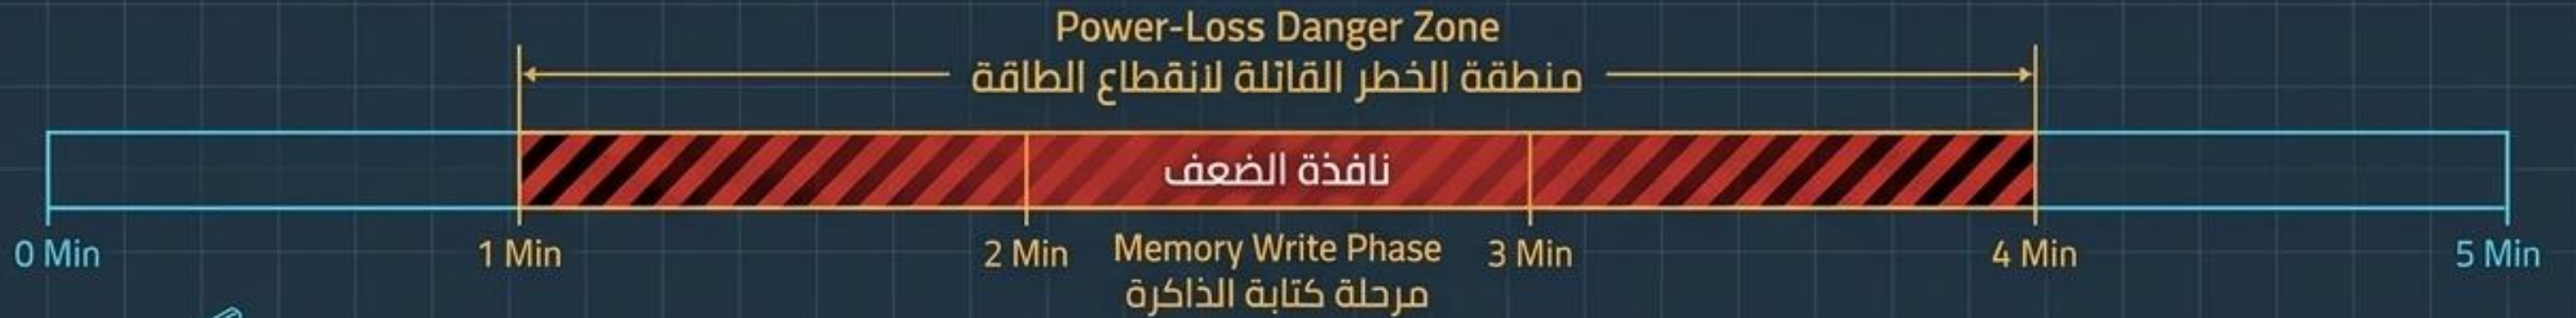 Power-Loss Danger Zone
منطقة الخطر القاتلة لانقطاع الطاقة
نافذة الضعف
0 Min
1 Min
2 Min
Memory Write Phase
3 Min
4 Min
5 Min
مرحلة كتابة الذاكرة